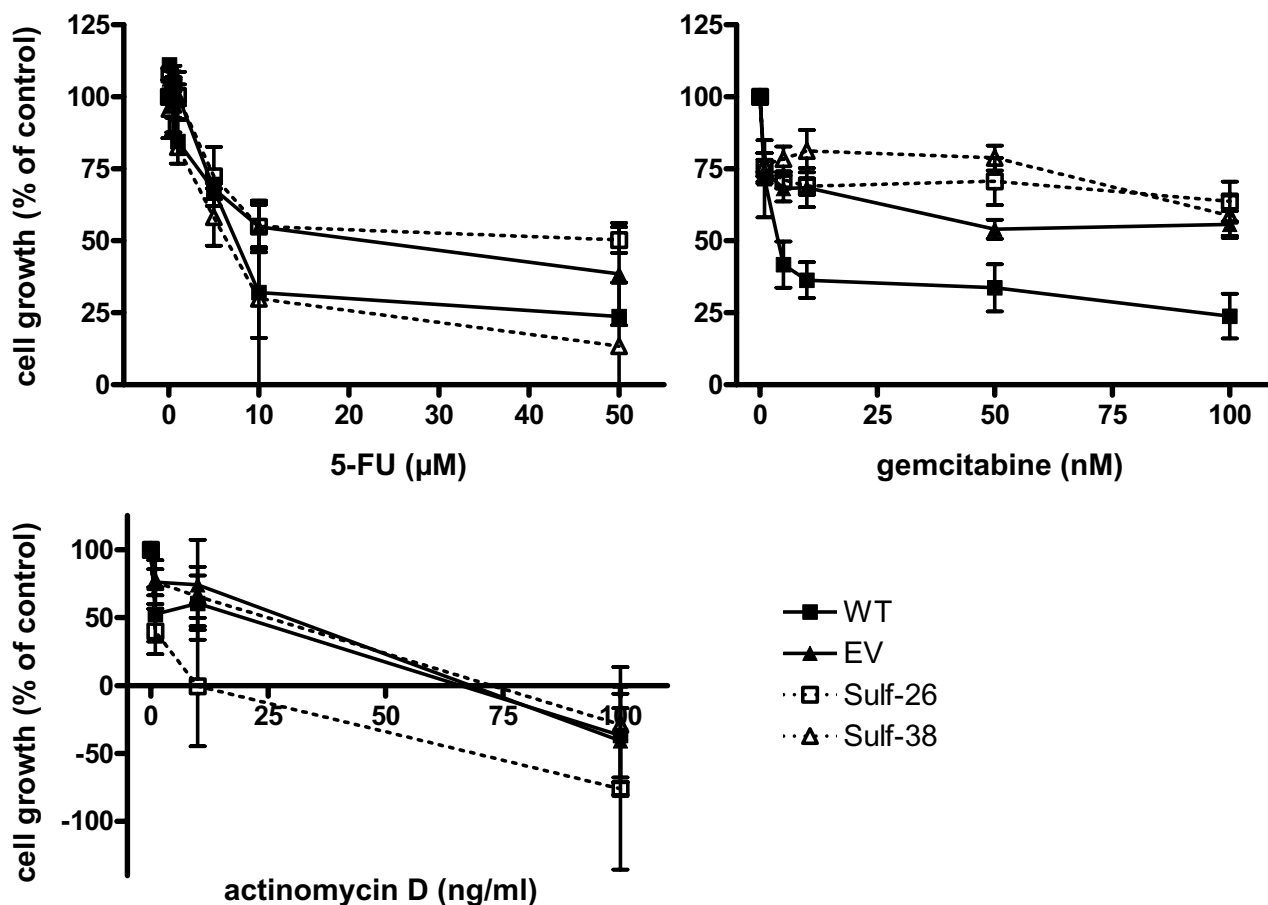 125
100
75
50
25
0
cell growth (% of control)
0 10 20 30 40 50
5-FU (µM)
125
100
75
50
25
0
0 25 50 75 100
gemcitabine (nM)
100
50
0
-50
-100
cell growth (% of control)
0 25 50 75 100
actinomycin D (ng/ml)
WT
EV
Sulf-26
Sulf-38